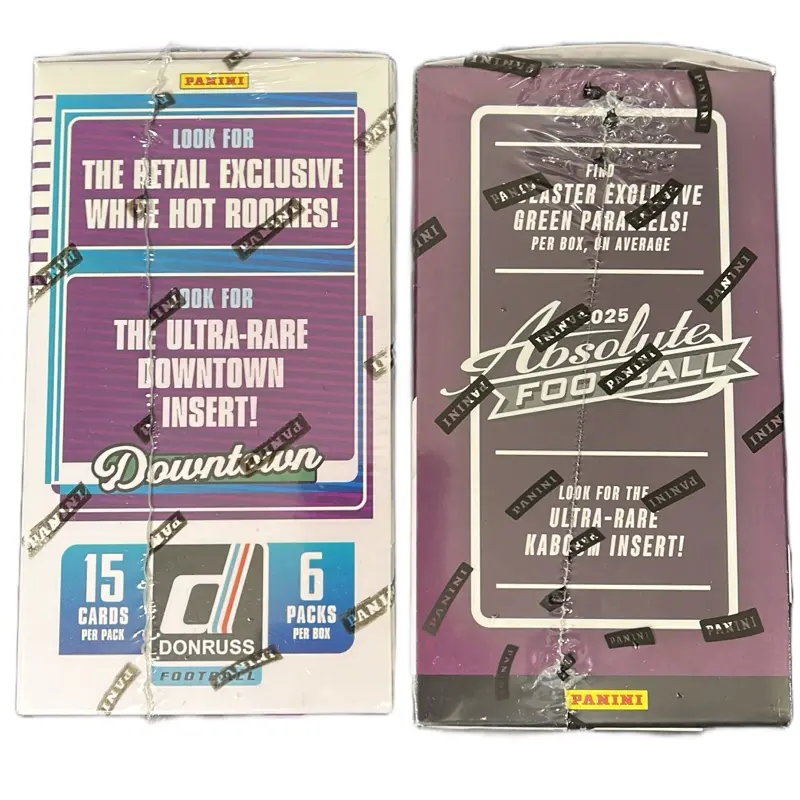 PANINI
LOOK FOR
THE RETAIL EXCLUSIVE
WHITE HOT ROOKIES!
LOOK FOR
THE ULTRA-RARE
DOWNTOWN
INSERT!
Downtown
15
CARDS
PER PACK
d
DONRUSS
FOOTBALL
6
PACKS
PER BOX
FIND
BLASTER EXCLUSIVE
GREEN PARALLELS!
PER BOX, ON AVERAGE
2025
Absolute
FOOTBALL
LOOK FOR THE
ULTRA-RARE
KABOOM INSERT!
PANINI